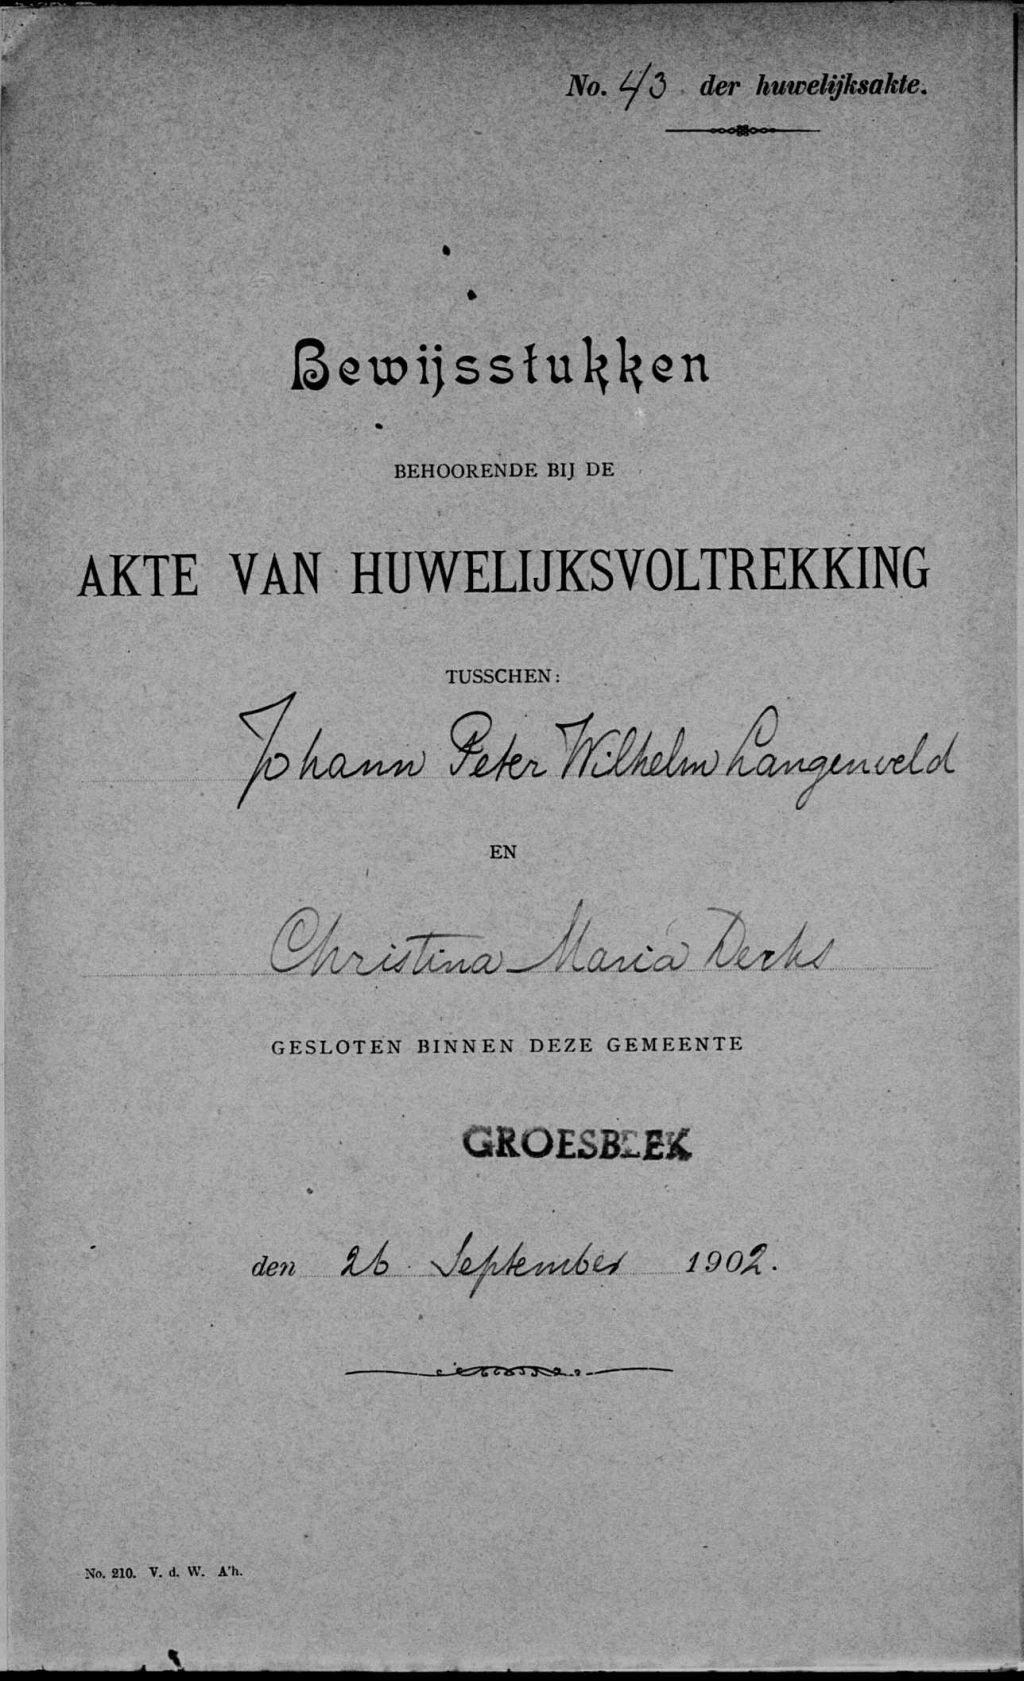 No. 43 der huwelijksakte.
Bewijsstukken
BEHOORENDE BIJ DE
AKTE VAN HUWELIJKSVOLTREKKING
TUSSCHEN:
Johann Peter Wilhelm Langenveld
EN
Christina Maria Derks
GESLOTEN BINNEN DEZE GEMEENTE
GROESBEEK
den 26 September 1902.
No. 210. V. d. W. A'h.